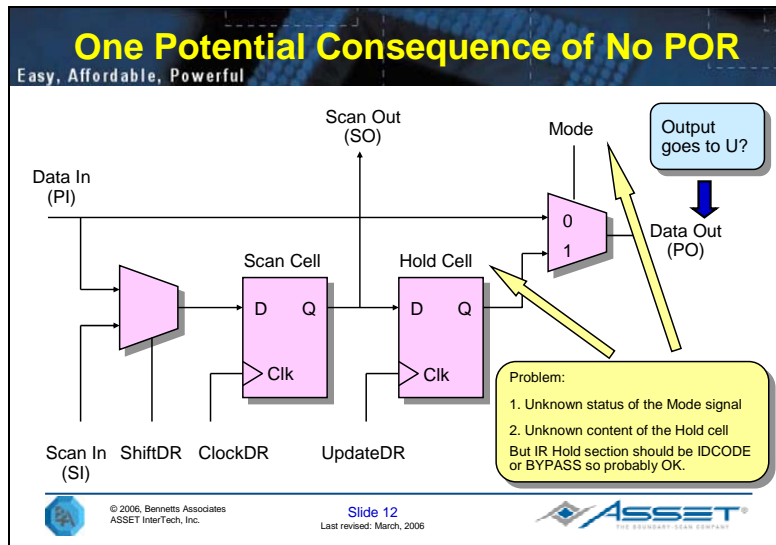 One Potential Consequence of No POR
Easy, Affordable, Powerful
Scan Out
(SO)
Mode
Output
goes to U?
Data In
(PI)
0
1
Data Out
(PO)
Scan Cell
Hold Cell
D Q
D Q
Clk
Clk
Problem:
1. Unknown status of the Mode signal
2. Unknown content of the Hold cell
But IR Hold section should be IDCODE
or BYPASS so probably OK.
Scan In
(SI)
ShiftDR
ClockDR
UpdateDR
BA
© 2006, Bennetts Associates
ASSET InterTech, Inc.
Slide 12
Last revised: March, 2006
ASSET
THE BOUNDARY-SCAN COMPANY